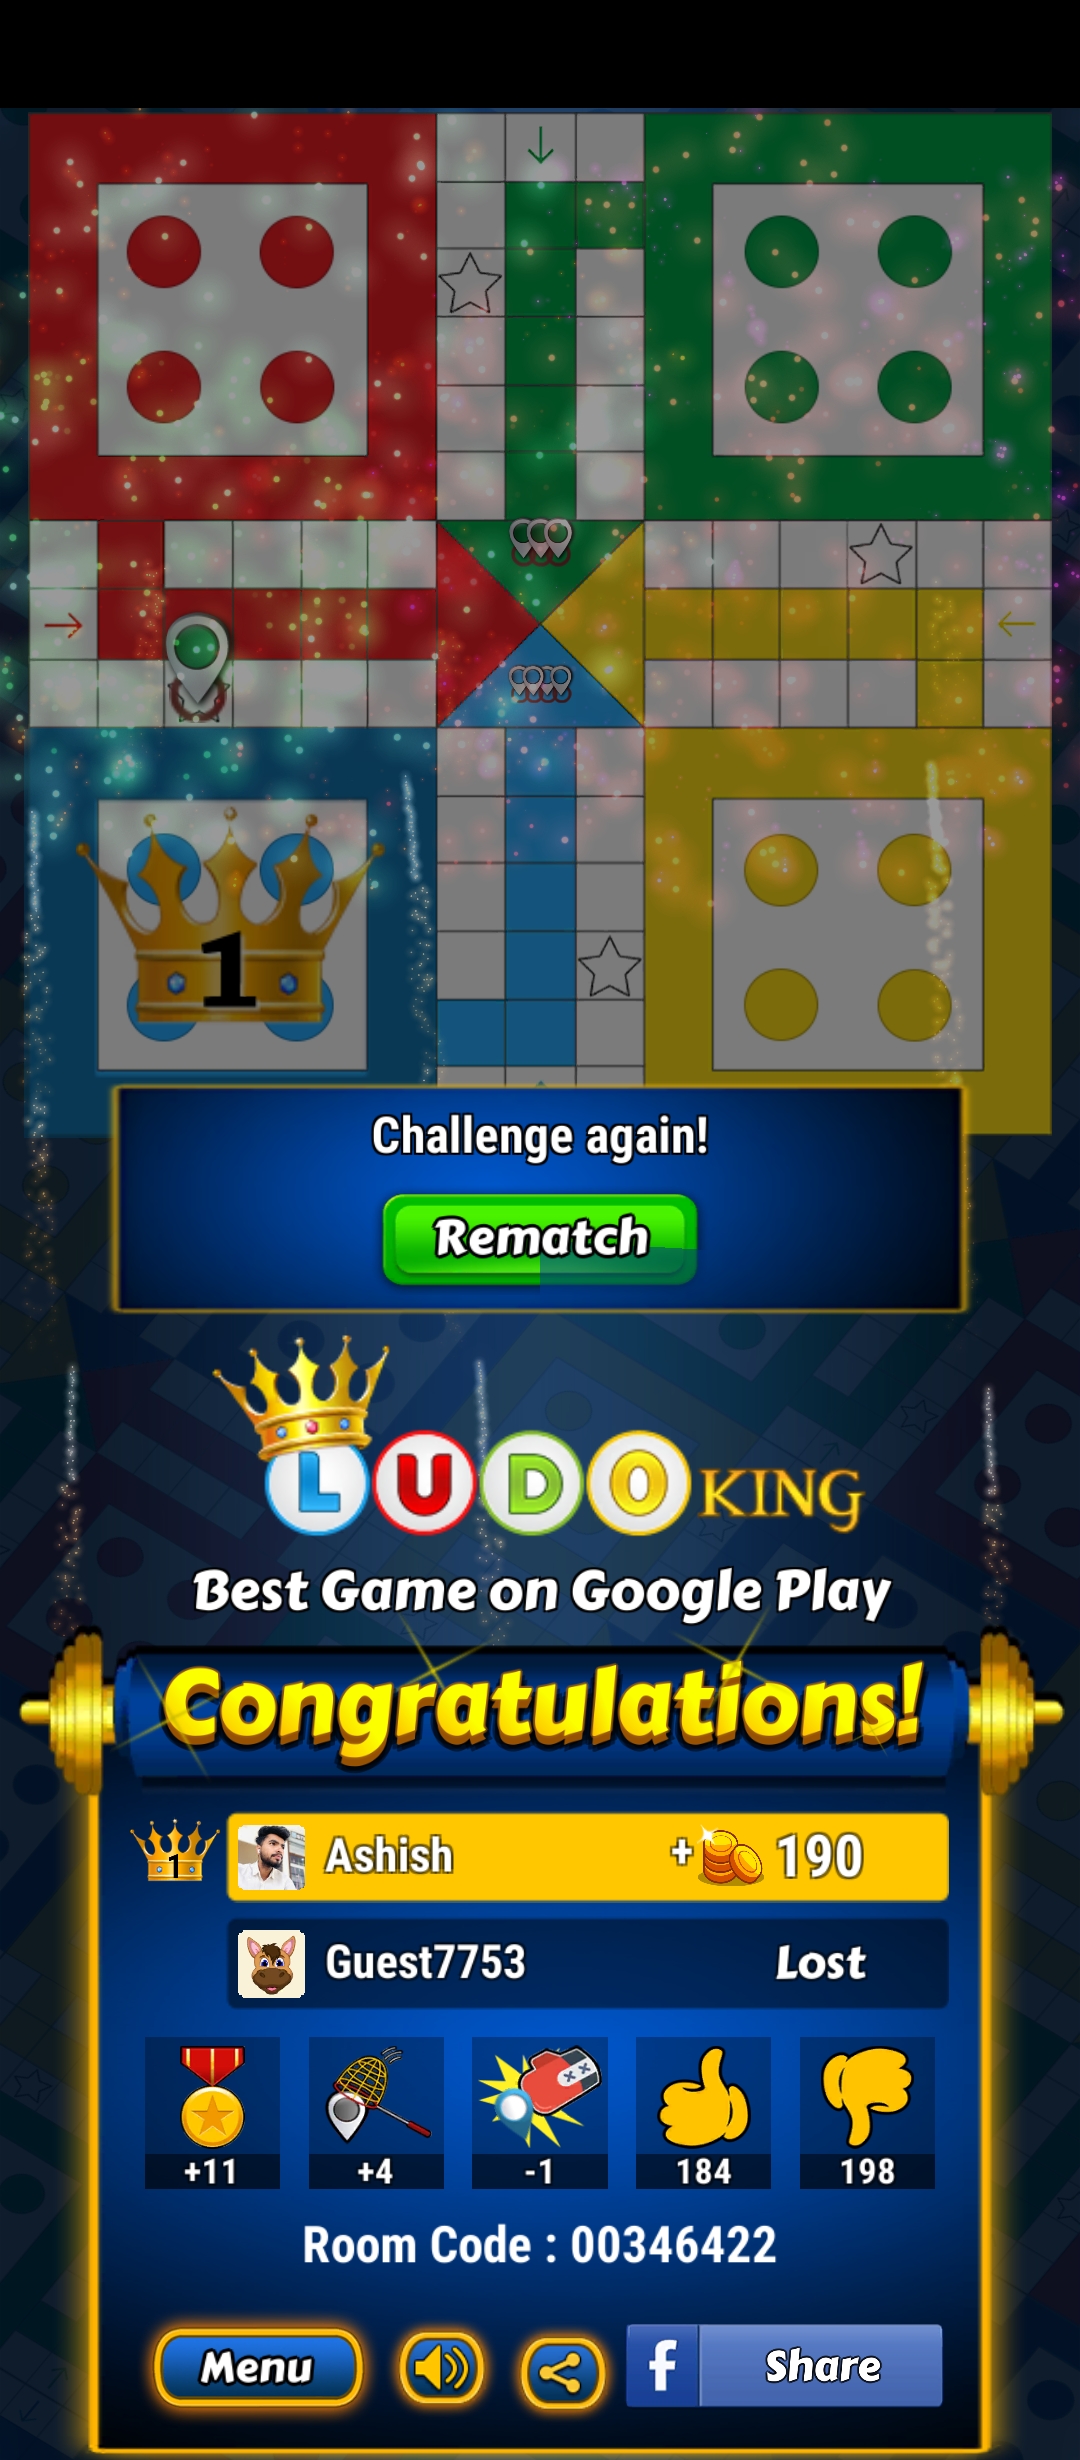 1
Challenge again!
Rematch
LUDO KING
Best Game on Google Play
Congratulations!
1 Ashish + 190
Guest7753 Lost
+11 +4 -1 184 198
Room Code : 00346422
Menu f Share